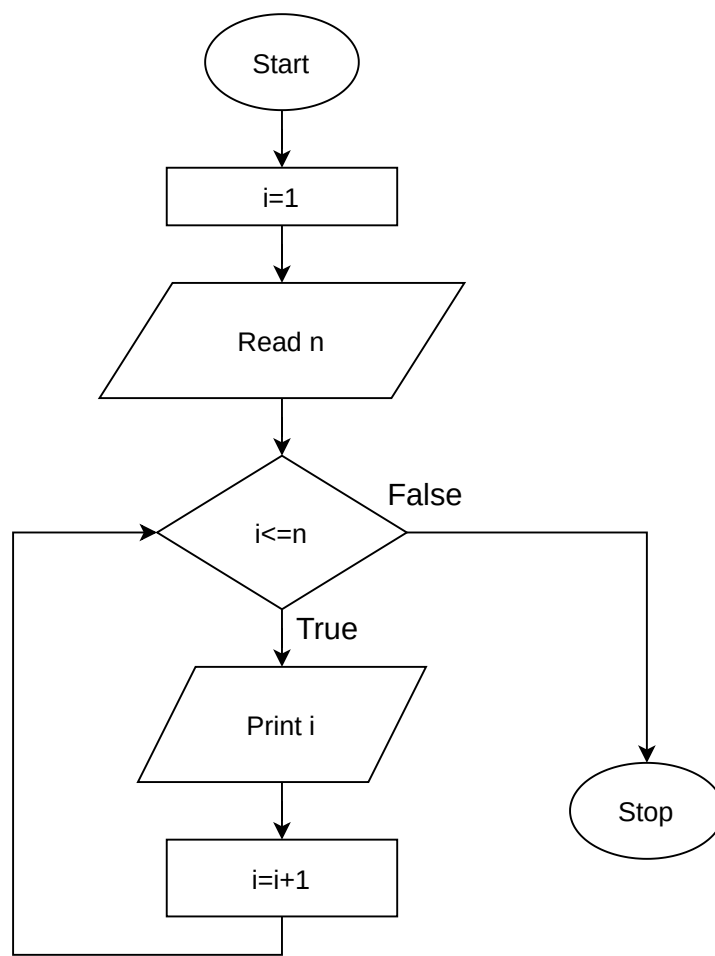 Start
i=1
Read n
False
i<=n
True
Print i
Stop
i=i+1